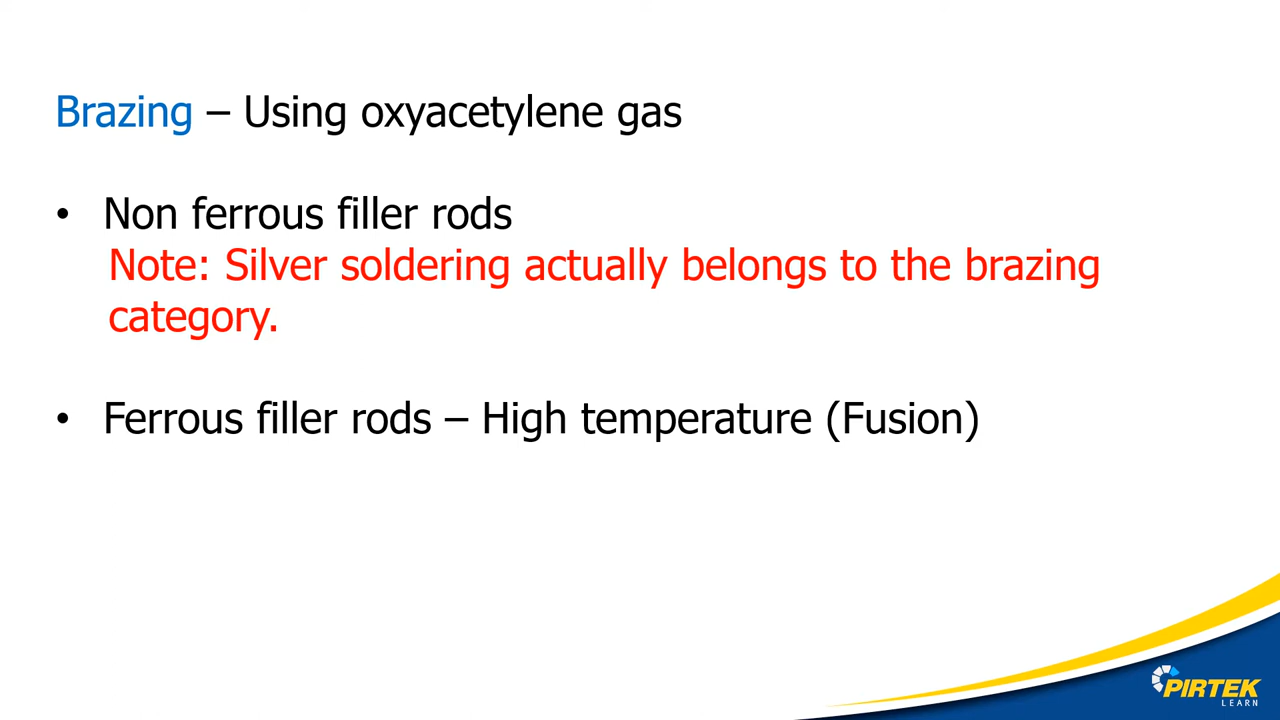 Brazing – Using oxyacetylene gas
• Non ferrous filler rods
Note: Silver soldering actually belongs to the brazing
category.
• Ferrous filler rods – High temperature (Fusion)
PIRTEK
LEARN